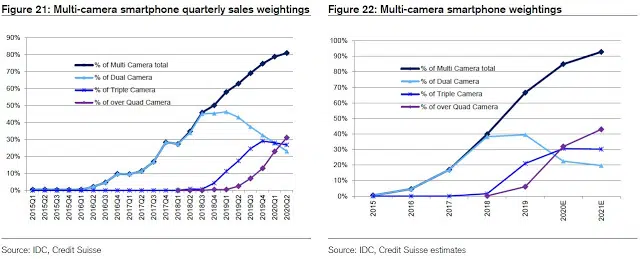 Figure 21: Multi-camera smartphone quarterly sales weightings
90%
80%
70%
60%
50%
40%
30%
20%
10%
0%
% of Multi Camera total
% of Dual Camera
% of Triple Camera
% of over Quad Camera
2015Q1
2015Q2
2015Q3
2015Q4
2016Q1
2016Q2
2016Q3
2016Q4
2017Q1
2017Q2
2017Q3
2017Q4
2018Q1
2018Q2
2018Q3
2018Q4
2019Q1
2019Q2
2019Q3
2019Q4
2020Q1
2020Q2
Source: IDC, Credit Suisse
Figure 22: Multi-camera smartphone weightings
100%
90%
80%
70%
60%
50%
40%
30%
20%
10%
0%
% of Multi Camera total
% of Dual Camera
% of Triple Camera
% of over Quad Camera
2015
2016
2017
2018
2019
2020E
2021E
Source: IDC, Credit Suisse estimates